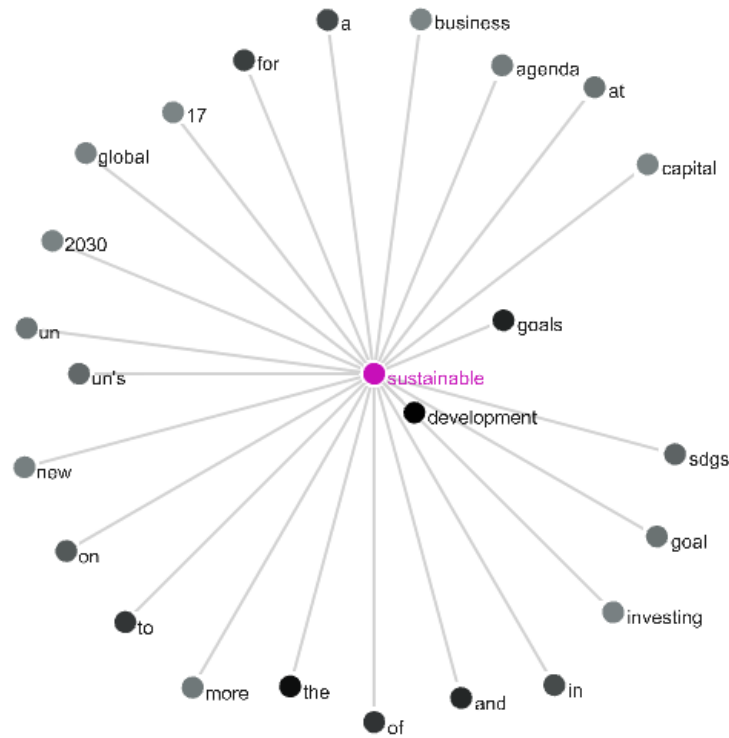 a
business
for
agenda
at
17
global
capital
2030
goals
un
un's
sustainable
development
sdgs
new
goal
on
investing
to
more
the
in
and
of